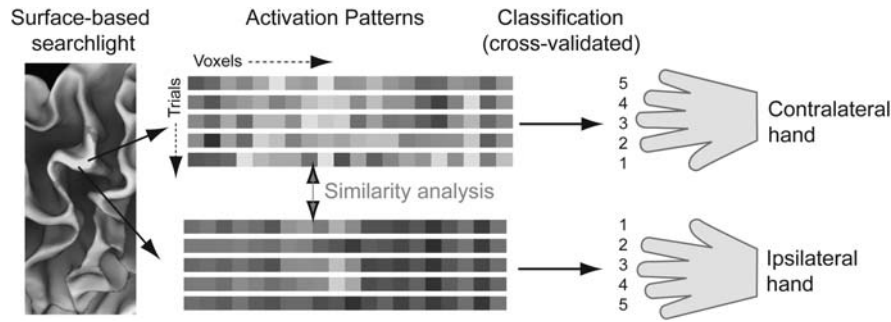 Surface-based
searchlight
Activation Patterns
Classification
(cross-validated)
Voxels
Trials
5
4
3
2
1
Contralateral
hand
Similarity analysis
1
2
3
4
5
Ipsilateral
hand